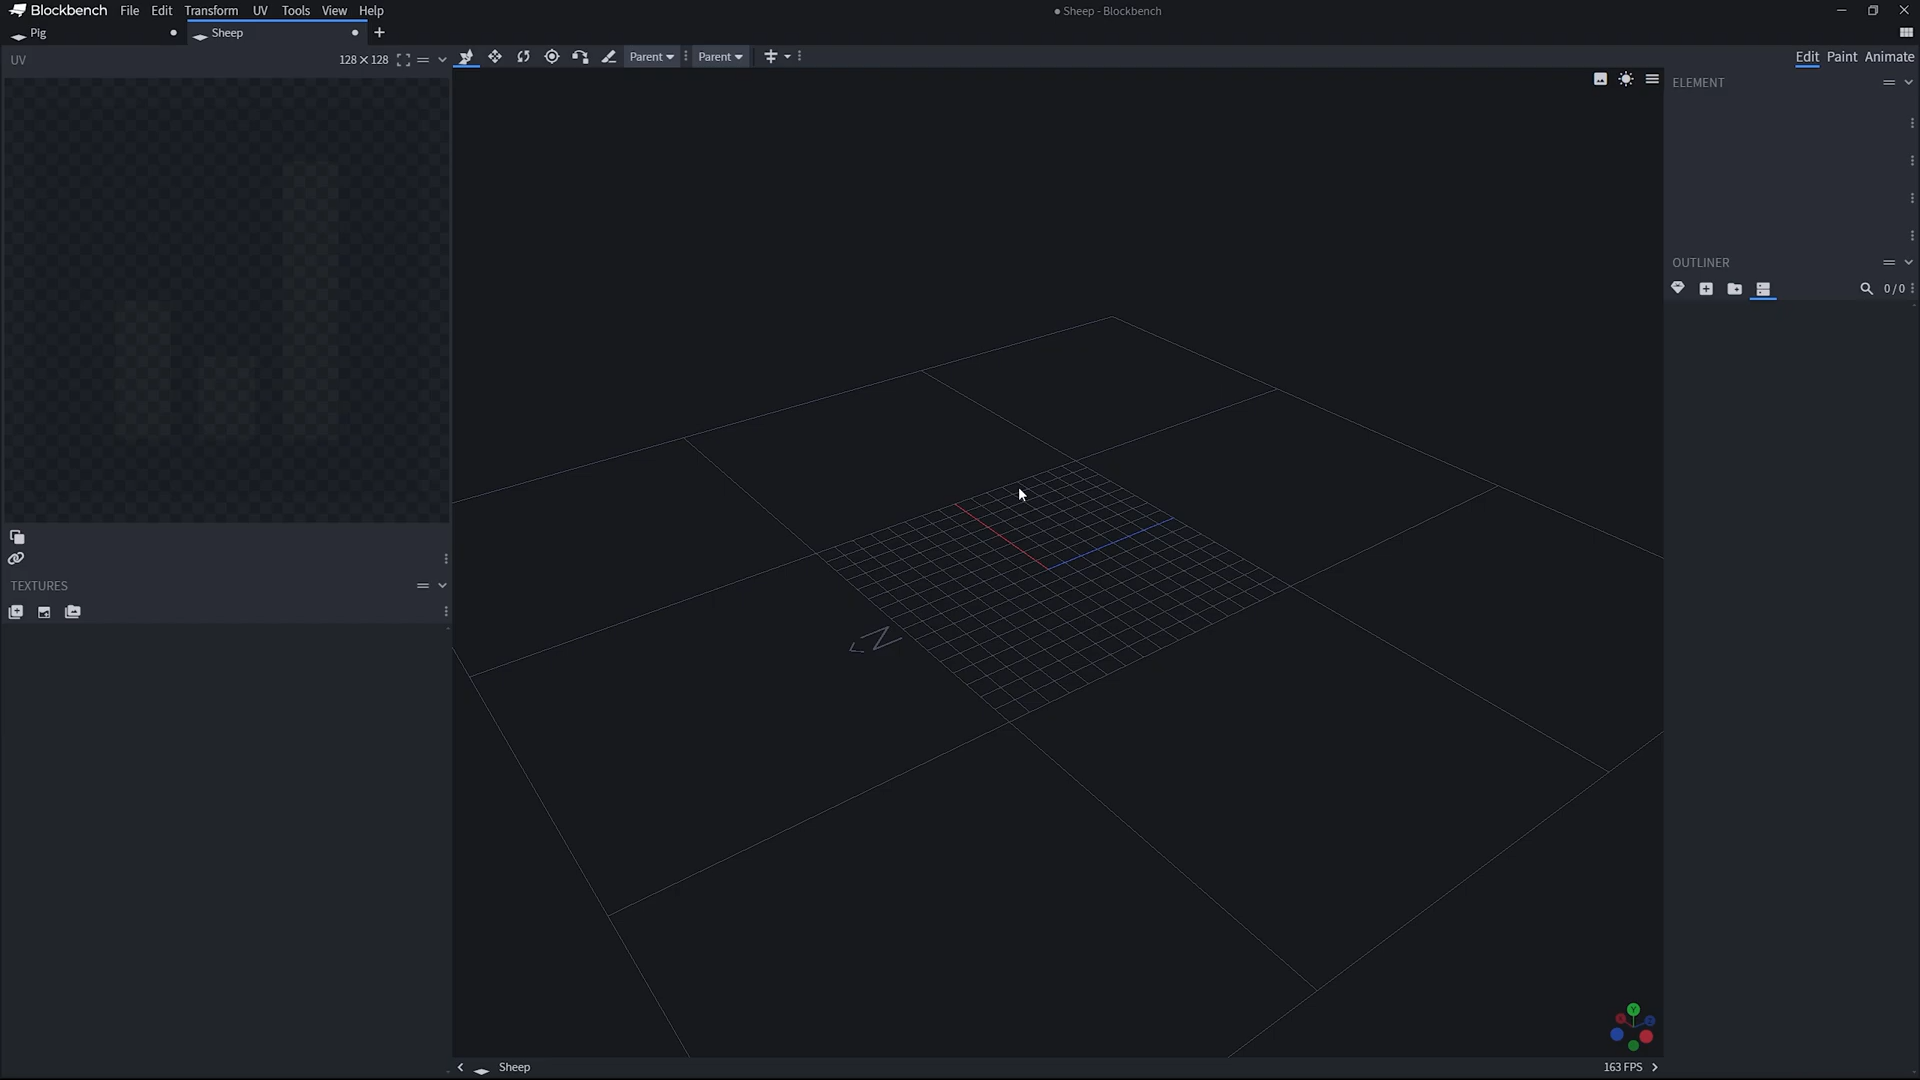 Blockbench File Edit Transform UV Tools View Help
Sheep - Blockbench
Pig Sheep
UV 128×128
Parent Parent
Edit Paint Animate
ELEMENT
OUTLINER
0/0
N
TEXTURES
Y
X
Z
Sheep
163 FPS